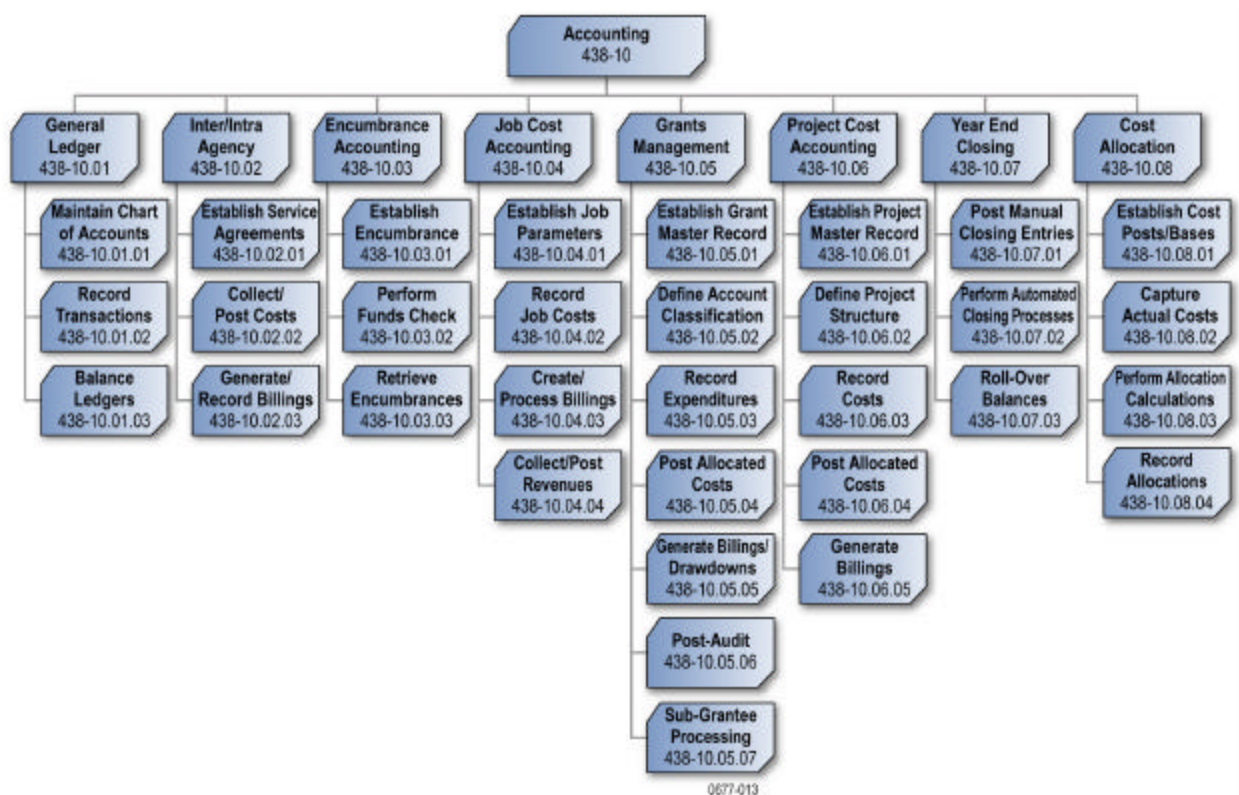 Accounting
438-10
General
Ledger
438-10.01
Inter/Intra
Agency
438-10.02
Encumbrance
Accounting
438-10.03
Job Cost
Accounting
438-10.04
Grants
Management
438-10.05
Project Cost
Accounting
438-10.06
Year End
Closing
438-10.07
Cost
Allocation
438-10.08
Maintain Chart
of Accounts
438-10.01.01
Record
Transactions
438-10.01.02
Balance
Ledgers
438-10.01.03
Establish Service
Agreements
438-10.02.01
Collect/
Post Costs
438-10.02.02
Generate/
Record Billings
438-10.02.03
Establish
Encumbrance
438-10.03.01
Perform
Funds Check
438-10.03.02
Retrieve
Encumbrances
438-10.03.03
Establish Job
Parameters
438-10.04.01
Record
Job Costs
438-10.04.02
Create/
Process Billings
438-10.04.03
Collect/Post
Revenues
438-10.04.04
Establish Grant
Master Record
438-10.05.01
Define Account
Classification
438-10.05.02
Record
Expenditures
438-10.05.03
Post Allocated
Costs
438-10.05.04
Generate Billings/
Drawdowns
438-10.05.05
Post-Audit
438-10.05.06
Sub-Grantee
Processing
438-10.05.07
Establish Project
Master Record
438-10.06.01
Define Project
Structure
438-10.06.02
Record
Costs
438-10.06.03
Post Allocated
Costs
438-10.06.04
Generate
Billings
438-10.06.05
Post Manual
Closing Entries
438-10.07.01
Perform Automated
Closing Processes
438-10.07.02
Roll-Over
Balances
438-10.07.03
Establish Cost
Posts/Bases
438-10.08.01
Capture
Actual Costs
438-10.08.02
Perform Allocation
Calculations
438-10.08.03
Record
Allocations
438-10.08.04
0677-013